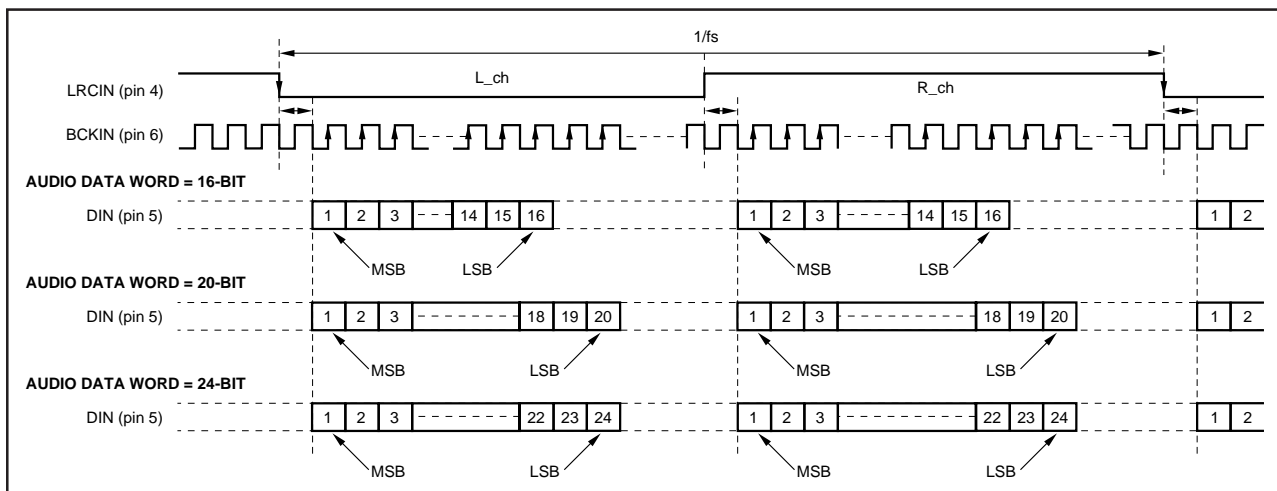 1/fs
L_ch
R_ch
LRCIN (pin 4)
BCKIN (pin 6)
AUDIO DATA WORD = 16-BIT
DIN (pin 5) 1 2 3 14 15 16 1 2 3 14 15 16 1 2
MSB LSB MSB LSB
AUDIO DATA WORD = 20-BIT
DIN (pin 5) 1 2 3 18 19 20 1 2 3 18 19 20 1 2
MSB LSB MSB LSB
AUDIO DATA WORD = 24-BIT
DIN (pin 5) 1 2 3 22 23 24 1 2 3 22 23 24 1 2
MSB LSB MSB LSB